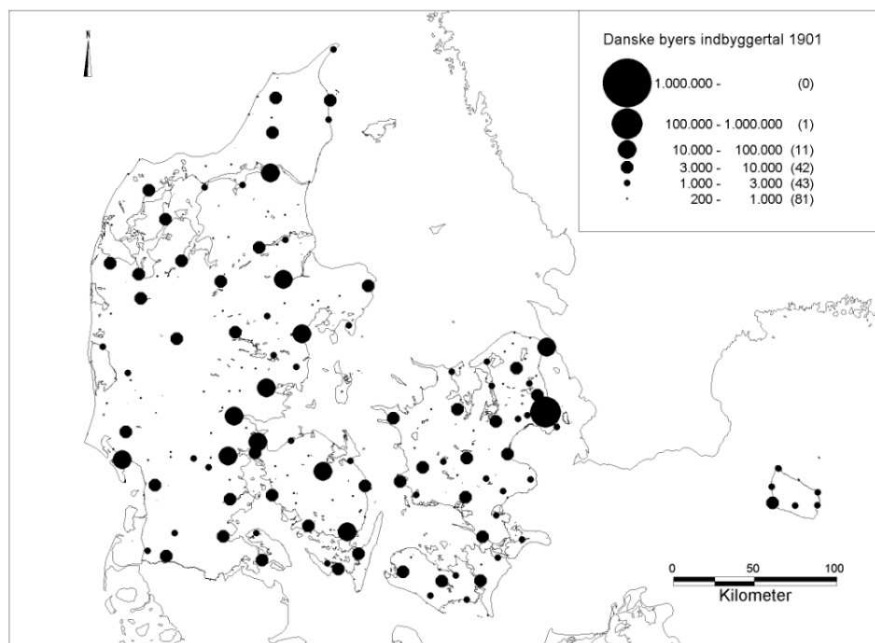 Danske byers indbyggertal 1901
1.000.000 - (0)
100.000 - 1.000.000 (1)
10.000 - 100.000 (11)
3.000 - 10.000 (42)
1.000 - 3.000 (43)
200 - 1.000 (81)
0 50 100
Kilometer